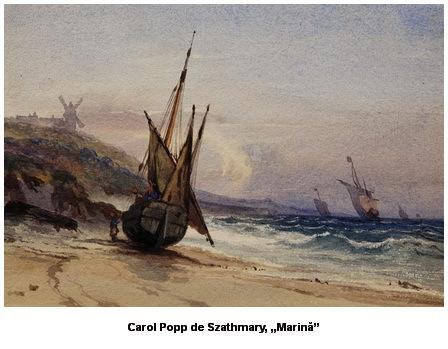 Carol Popp de Szathmary, „Marină”